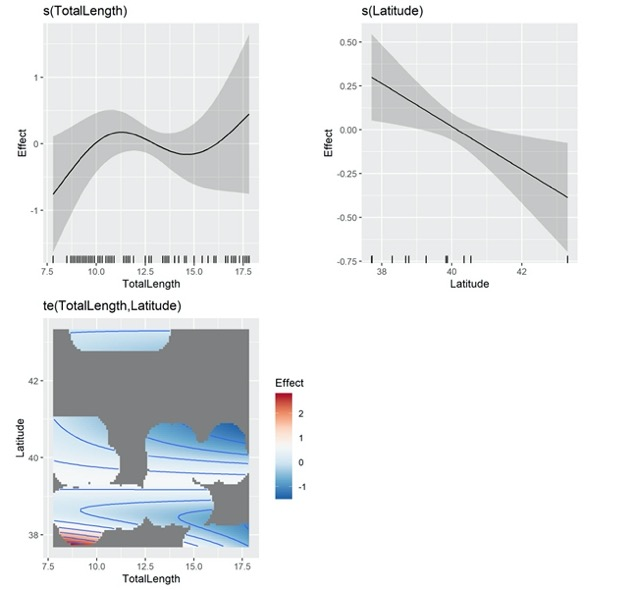 s(TotalLength)
1
0
-1
Effect
7.5 10.0 12.5 15.0 17.5
TotalLength
s(Latitude)
0.50
0.25
0.00
-0.25
-0.50
-0.75
Effect
38 40 42
Latitude
te(TotalLength,Latitude)
42
40
38
Latitude
7.5 10.0 12.5 15.0 17.5
TotalLength
Effect
2
1
0
-1